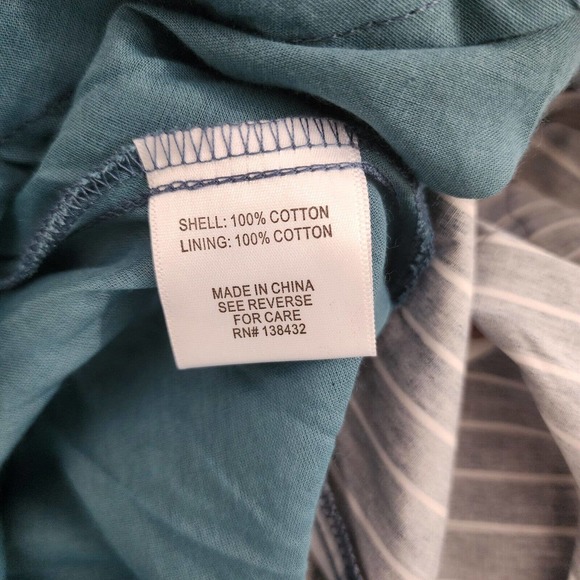 SHELL: 100% COTTON
LINING: 100% COTTON
MADE IN CHINA
SEE REVERSE
FOR CARE
RN# 138432